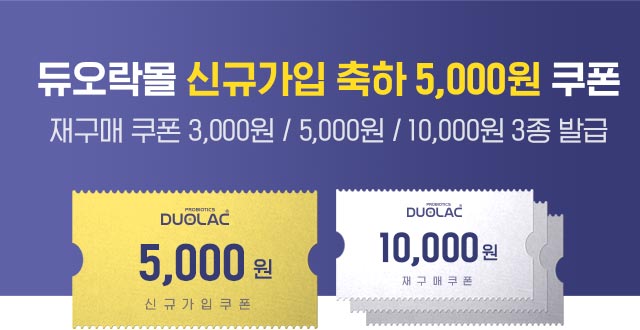 듀오락몰 신규가입 축하 5,000원 쿠폰
재구매 쿠폰 3,000원 / 5,000원 / 10,000원 3종 발급
PROBIOTICS
DUOLAC®
5,000 원
신규가입쿠폰
PROBIOTICS
DUOLAC®
10,000 원
재구매쿠폰